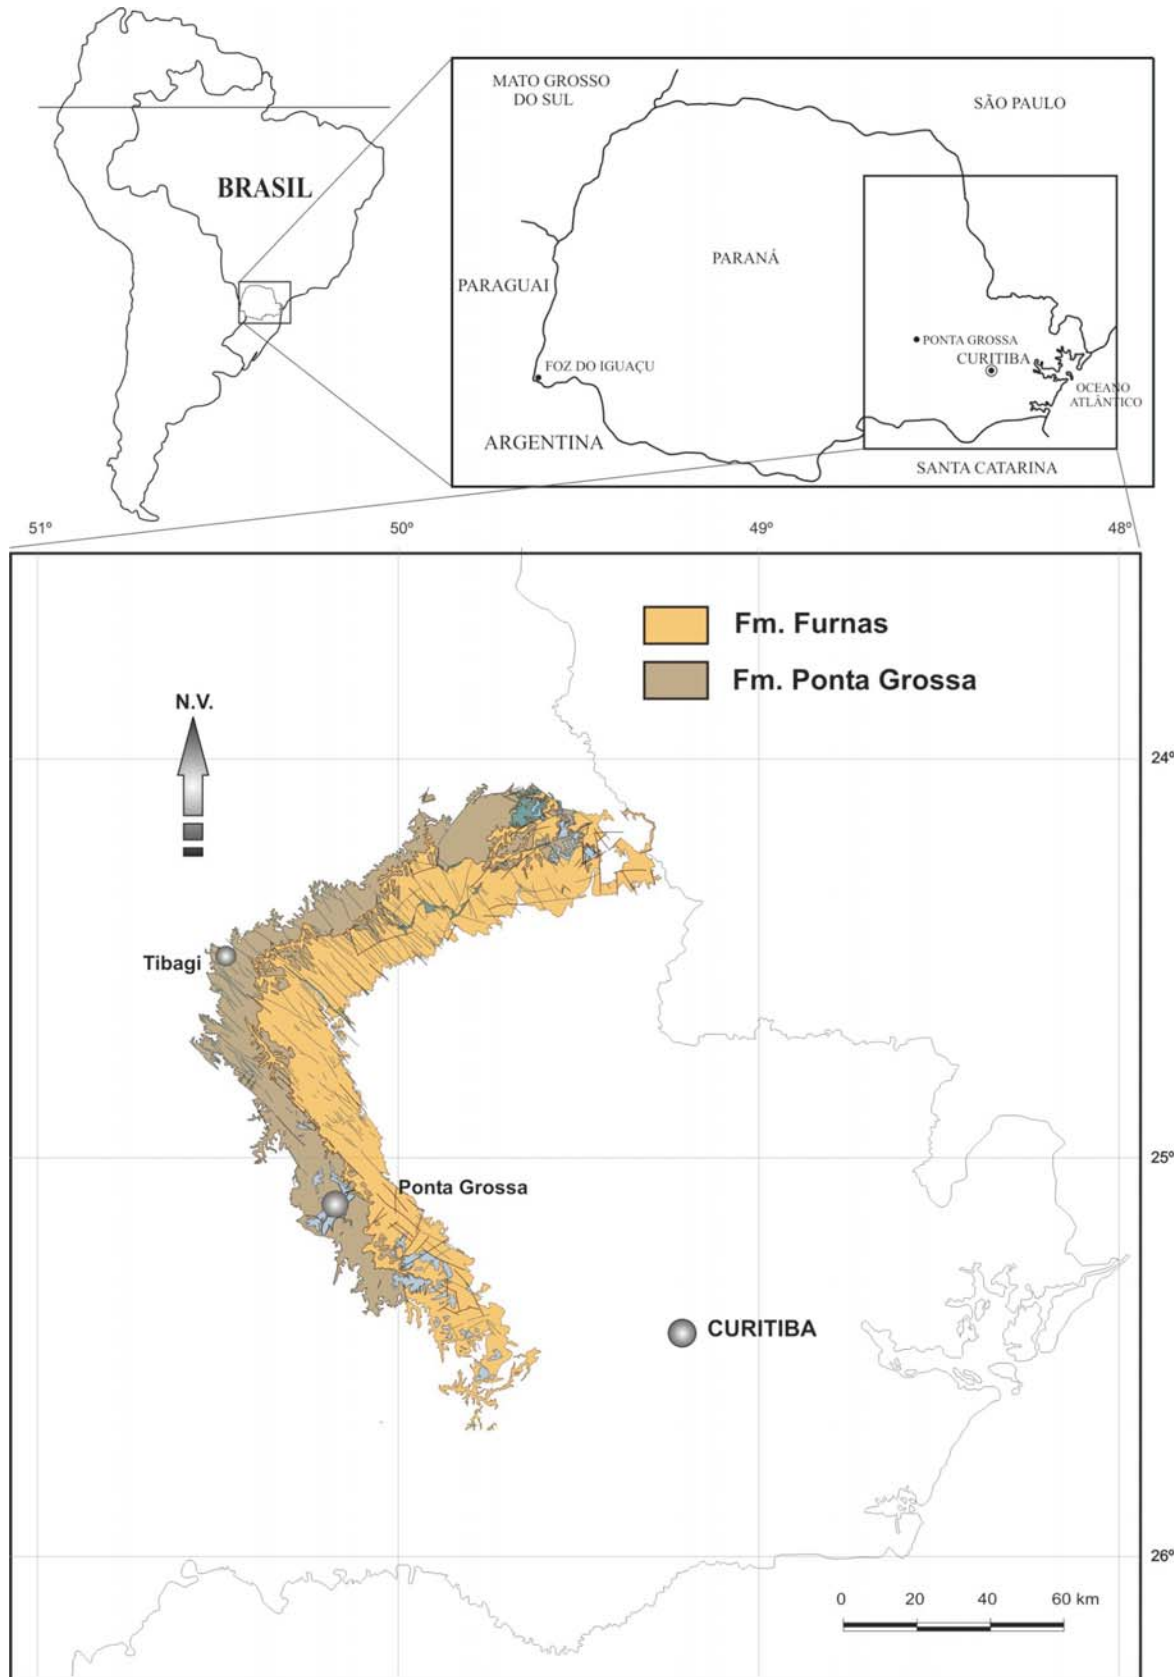 MATO GROSSO
DO SUL
SÃO PAULO
BRASIL
PARANÁ
PARAGUAI
PONTA GROSSA
CURITIBA
FOZ DO IGUAÇU
OCEANO
ATLÂNTICO
ARGENTINA
SANTA CATARINA
51º
50º
49º
48º
Fm. Furnas
Fm. Ponta Grossa
N.V.
24º
Tibagi
25º
Ponta Grossa
CURITIBA
26º
0 20 40 60 km